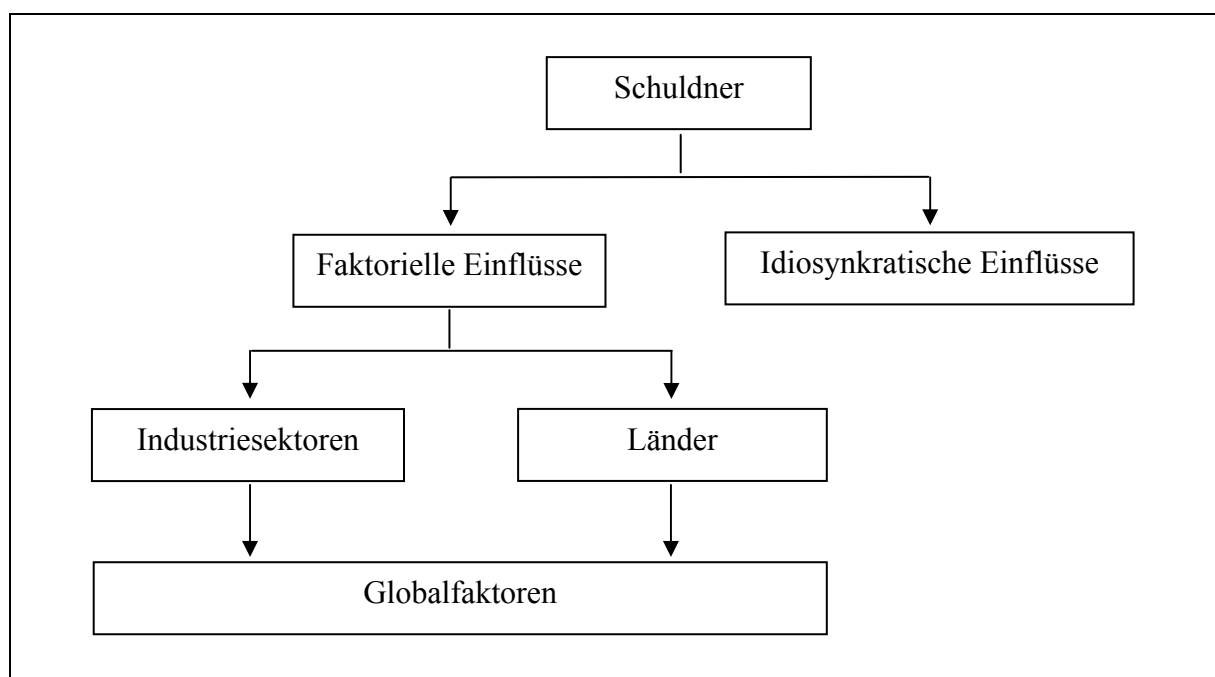 Schuldner
Faktorielle Einflüsse
Idiosynkratische Einflüsse
Industriesektoren
Länder
Globalfaktoren